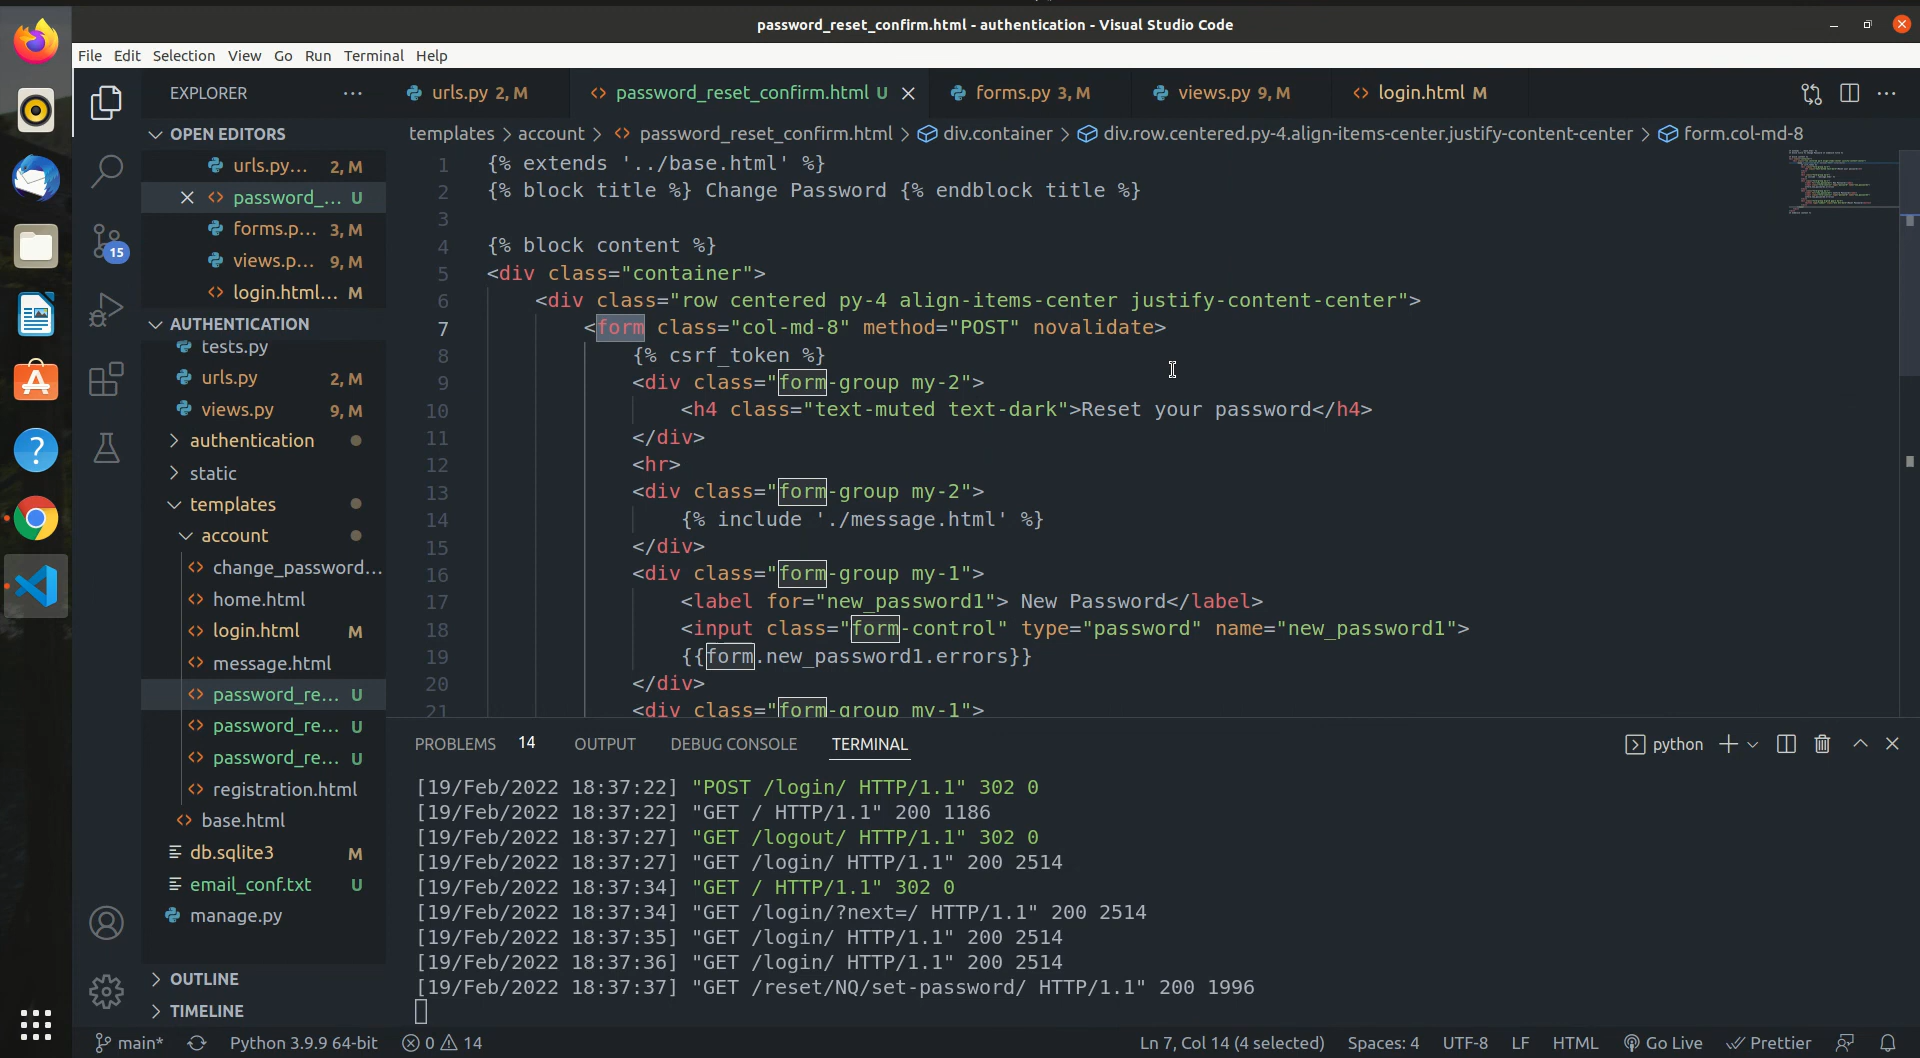 password_reset_confirm.html - authentication - Visual Studio Code
File Edit Selection View Go Run Terminal Help
EXPLORER ...
urls.py 2, M
password_reset_confirm.html U
forms.py 3, M
views.py 9, M
login.html M
OPEN EDITORS
urls.py... 2, M
password_... U
forms.p... 3, M
views.p... 9, M
login.html... M
AUTHENTICATION
tests.py
urls.py 2, M
views.py 9, M
authentication
static
templates
account
change_password...
home.html
login.html M
message.html
password_re... U
password_re... U
password_re... U
registration.html
base.html
db.sqlite3 M
email_conf.txt U
manage.py
OUTLINE
TIMELINE
15
templates > account > password_reset_confirm.html > div.container > div.row.centered.py-4.align-items-center.justify-content-center > form.col-md-8
1 {% extends '../base.html' %}
2 {% block title %} Change Password {% endblock title %}
3
4 {% block content %}
5 <div class="container">
6 <div class="row centered py-4 align-items-center justify-content-center">
7 <form class="col-md-8" method="POST" novalidate>
8 {% csrf_token %}
9 <div class="form-group my-2">
10 <h4 class="text-muted text-dark">Reset your password</h4>
11 </div>
12 <hr>
13 <div class="form-group my-2">
14 {% include './message.html' %}
15 </div>
16 <div class="form-group my-1">
17 <label for="new_password1"> New Password</label>
18 <input class="form-control" type="password" name="new_password1">
19 {{form.new_password1.errors}}
20 </div>
21 <div class="form-group my-1">
PROBLEMS 14 OUTPUT DEBUG CONSOLE TERMINAL
python
[19/Feb/2022 18:37:22] "POST /login/ HTTP/1.1" 302 0
[19/Feb/2022 18:37:22] "GET / HTTP/1.1" 200 1186
[19/Feb/2022 18:37:27] "GET /logout/ HTTP/1.1" 302 0
[19/Feb/2022 18:37:27] "GET /login/ HTTP/1.1" 200 2514
[19/Feb/2022 18:37:34] "GET / HTTP/1.1" 302 0
[19/Feb/2022 18:37:34] "GET /login/?next=/ HTTP/1.1" 200 2514
[19/Feb/2022 18:37:35] "GET /login/ HTTP/1.1" 200 2514
[19/Feb/2022 18:37:36] "GET /login/ HTTP/1.1" 200 2514
[19/Feb/2022 18:37:37] "GET /reset/NQ/set-password/ HTTP/1.1" 200 1996
main* Python 3.9.9 64-bit 0 14 Ln 7, Col 14 (4 selected) Spaces: 4 UTF-8 LF HTML Go Live Prettier